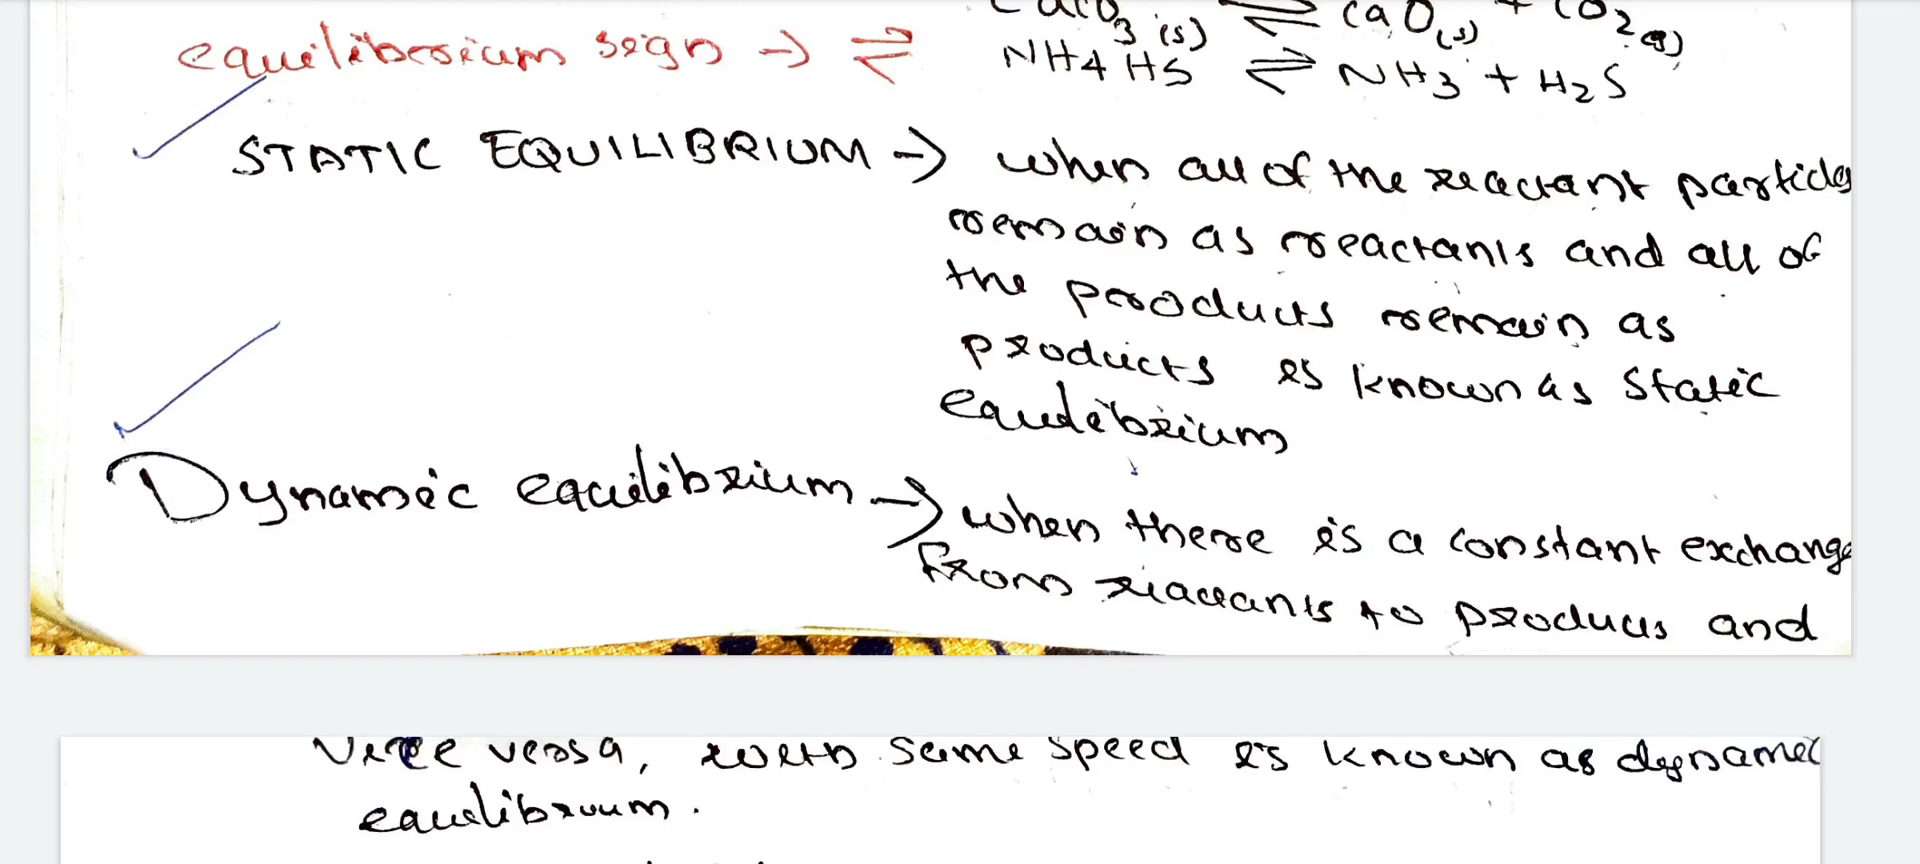 CaCO3 (s) ⇌ CaO(s) + CO2(g)
equilibrium sign → ⇌ NH4HS ⇌ NH3 + H2S
STATIC EQUILIBRIUM → when all of the reactant particles
remain as reactants and all of
the products remain as
products is known as static
equilibrium
Dynamic equilibrium → when there is a constant exchange
from reactants to products and
vice versa, with same speed is known as dynamic
equilibrium.